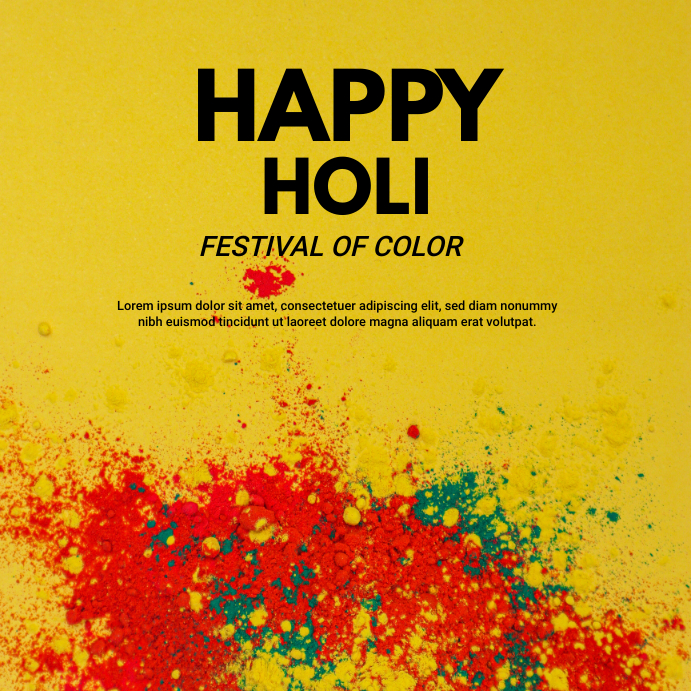 HAPPY
HOLI
FESTIVAL OF COLOR
Lorem ipsum dolor sit amet, consectetuer adipiscing elit, sed diam nonummy
nibh euismod tincidunt ut laoreet dolore magna aliquam erat volutpat.